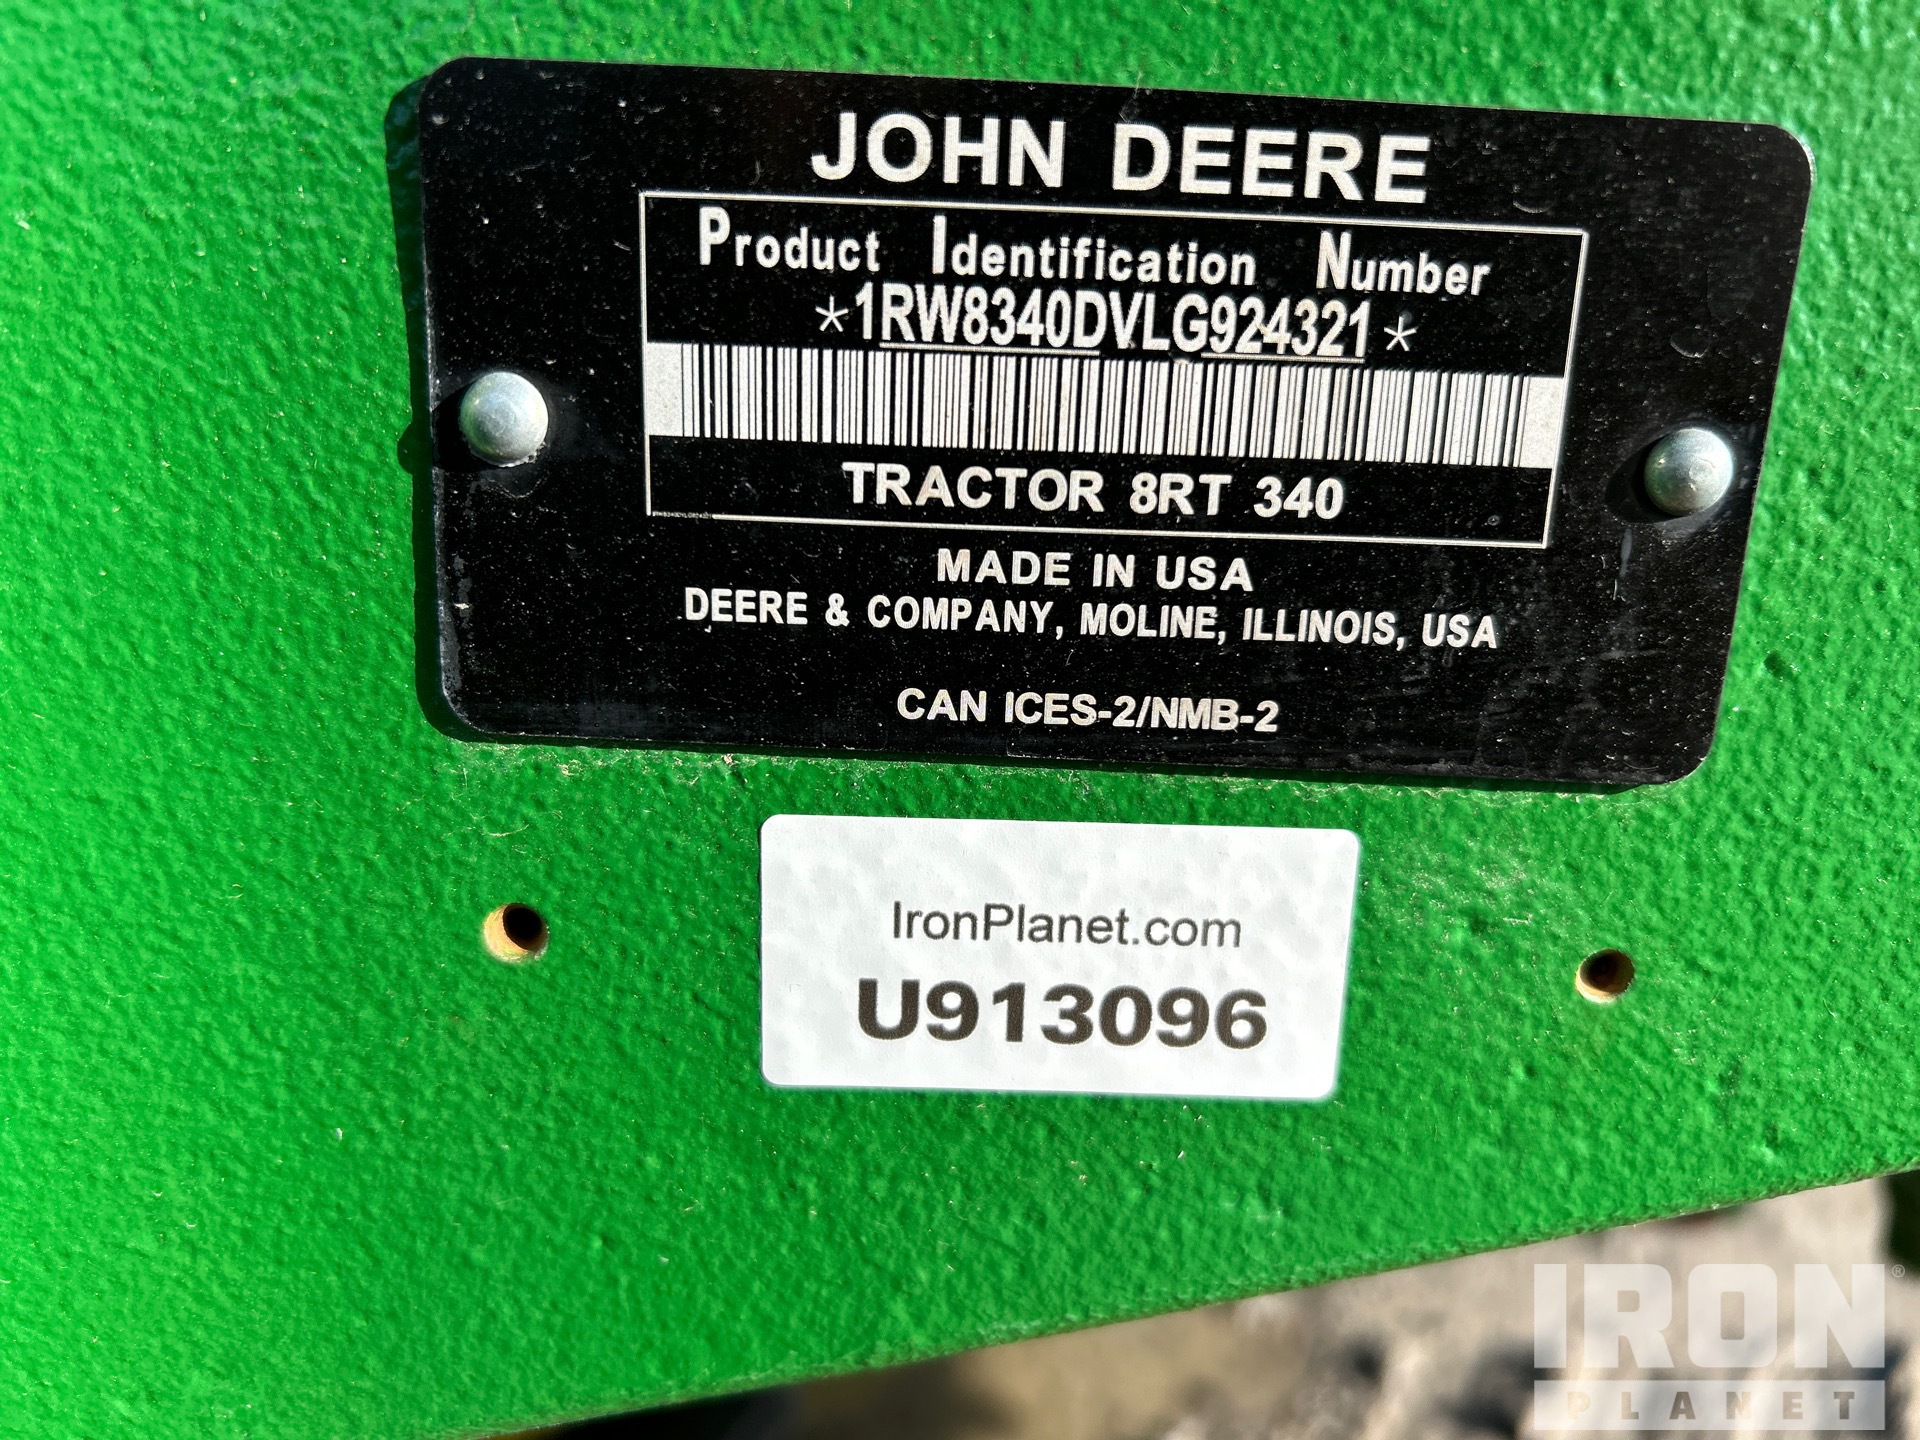 JOHN DEERE
Product Identification Number
*1RW8340DVLG924321*
TRACTOR 8RT 340
MADE IN USA
DEERE & COMPANY, MOLINE, ILLINOIS, USA
CAN ICES-2/NMB-2
IronPlanet.com
U913096
IRON®
PLANET